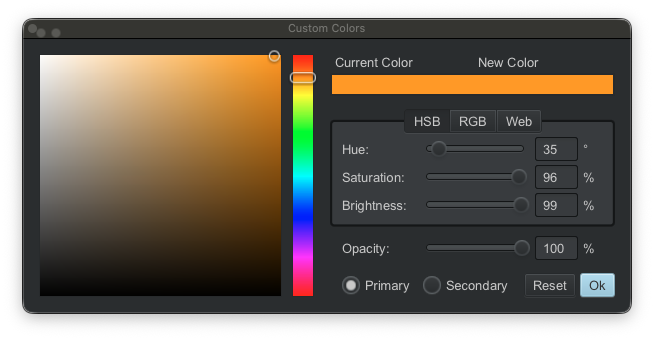 Custom Colors
Current Color New Color
HSB RGB Web
Hue: 35 °
Saturation: 96 %
Brightness: 99 %
Opacity: 100 %
Primary Secondary Reset Ok